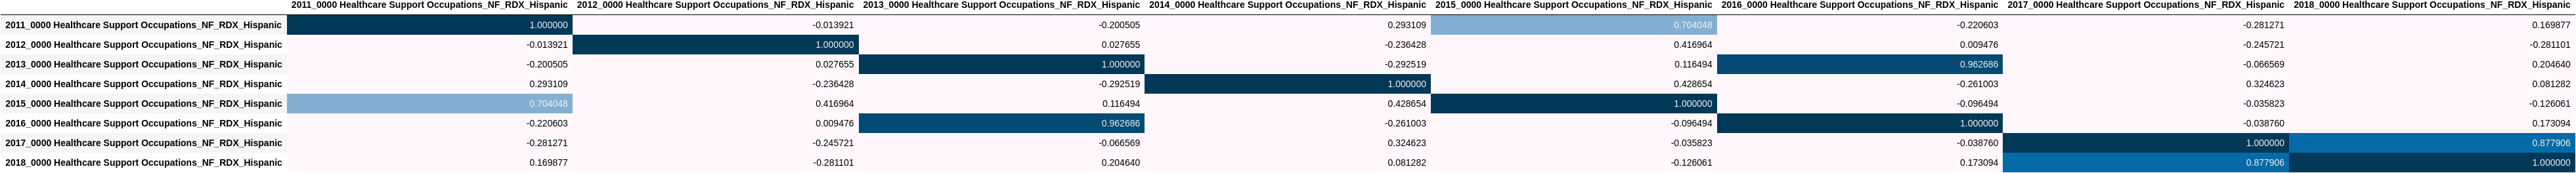 2011_0000 Healthcare Support Occupations_NF_RDX_Hispanic 2012_0000 Healthcare Support Occupations_NF_RDX_Hispanic 2013_0000 Healthcare Support Occupations_NF_RDX_Hispanic 2014_0000 Healthcare Support Occupations_NF_RDX_Hispanic 2015_0000 Healthcare Support Occupations_NF_RDX_Hispanic 2016_0000 Healthcare Support Occupations_NF_RDX_Hispanic 2017_0000 Healthcare Support Occupations_NF_RDX_Hispanic 2018_0000 Healthcare Support Occupations_NF_RDX_Hispanic
2011_0000 Healthcare Support Occupations_NF_RDX_Hispanic 1.000000 -0.013921 -0.200505 0.293109 0.704048 -0.220603 -0.281271 0.169877
2012_0000 Healthcare Support Occupations_NF_RDX_Hispanic -0.013921 1.000000 0.027655 -0.236428 0.416964 0.009476 -0.245721 -0.281101
2013_0000 Healthcare Support Occupations_NF_RDX_Hispanic -0.200505 0.027655 1.000000 -0.292519 0.116494 0.962686 -0.066569 0.204640
2014_0000 Healthcare Support Occupations_NF_RDX_Hispanic 0.293109 -0.236428 -0.292519 1.000000 0.428654 -0.261003 0.324623 0.081282
2015_0000 Healthcare Support Occupations_NF_RDX_Hispanic 0.704048 0.416964 0.116494 0.428654 1.000000 -0.096494 -0.035823 -0.126061
2016_0000 Healthcare Support Occupations_NF_RDX_Hispanic -0.220603 0.009476 0.962686 -0.261003 -0.096494 1.000000 -0.038760 0.173094
2017_0000 Healthcare Support Occupations_NF_RDX_Hispanic -0.281271 -0.245721 -0.066569 0.324623 -0.035823 -0.038760 1.000000 0.877906
2018_0000 Healthcare Support Occupations_NF_RDX_Hispanic 0.169877 -0.281101 0.204640 0.081282 -0.126061 0.173094 0.877906 1.000000